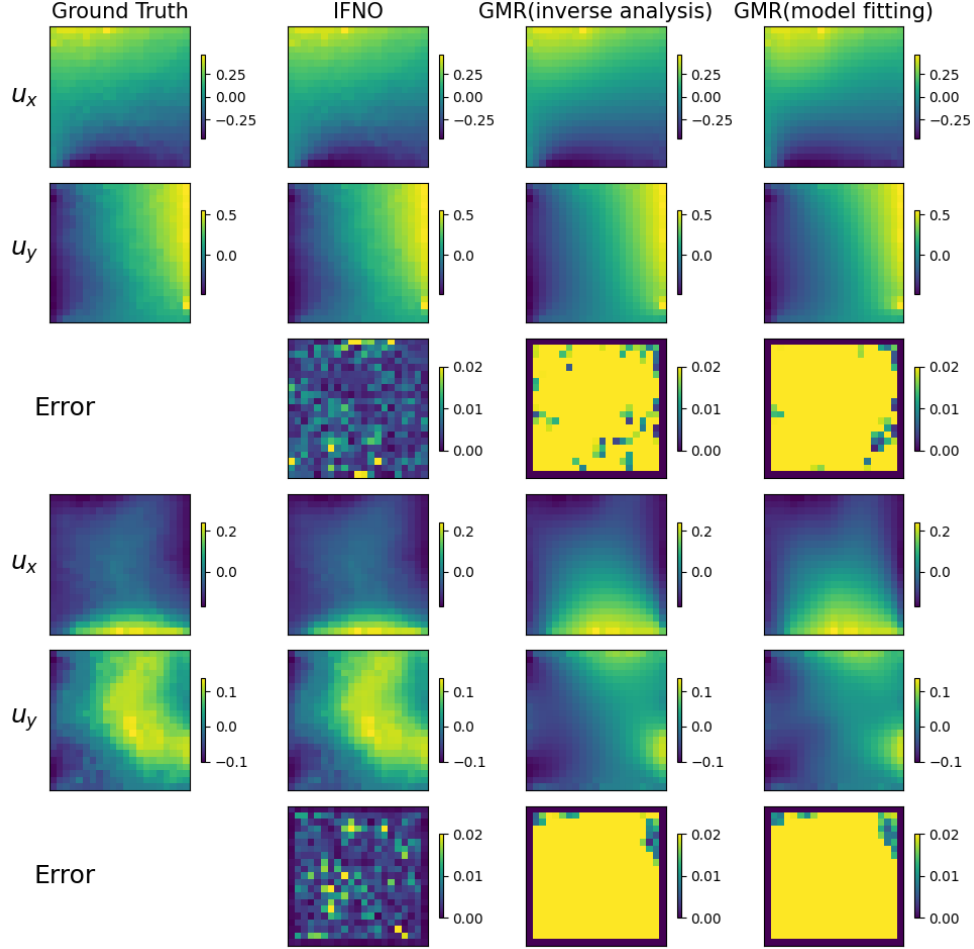 Ground Truth IFNO GMR(inverse analysis) GMR(model fitting)
u_x 0.25 0.00 −0.25 0.25 0.00 −0.25 0.25 0.00 −0.25 0.25 0.00 −0.25
u_y 0.5 0.0 0.5 0.0 0.5 0.0 0.5 0.0
Error 0.02 0.01 0.00 0.02 0.01 0.00 0.02 0.01 0.00
u_x 0.2 0.0 0.2 0.0 0.2 0.0 0.2 0.0
u_y 0.1 0.0 −0.1 0.1 0.0 −0.1 0.1 0.0 −0.1 0.1 0.0 −0.1
Error 0.02 0.01 0.00 0.02 0.01 0.00 0.02 0.01 0.00